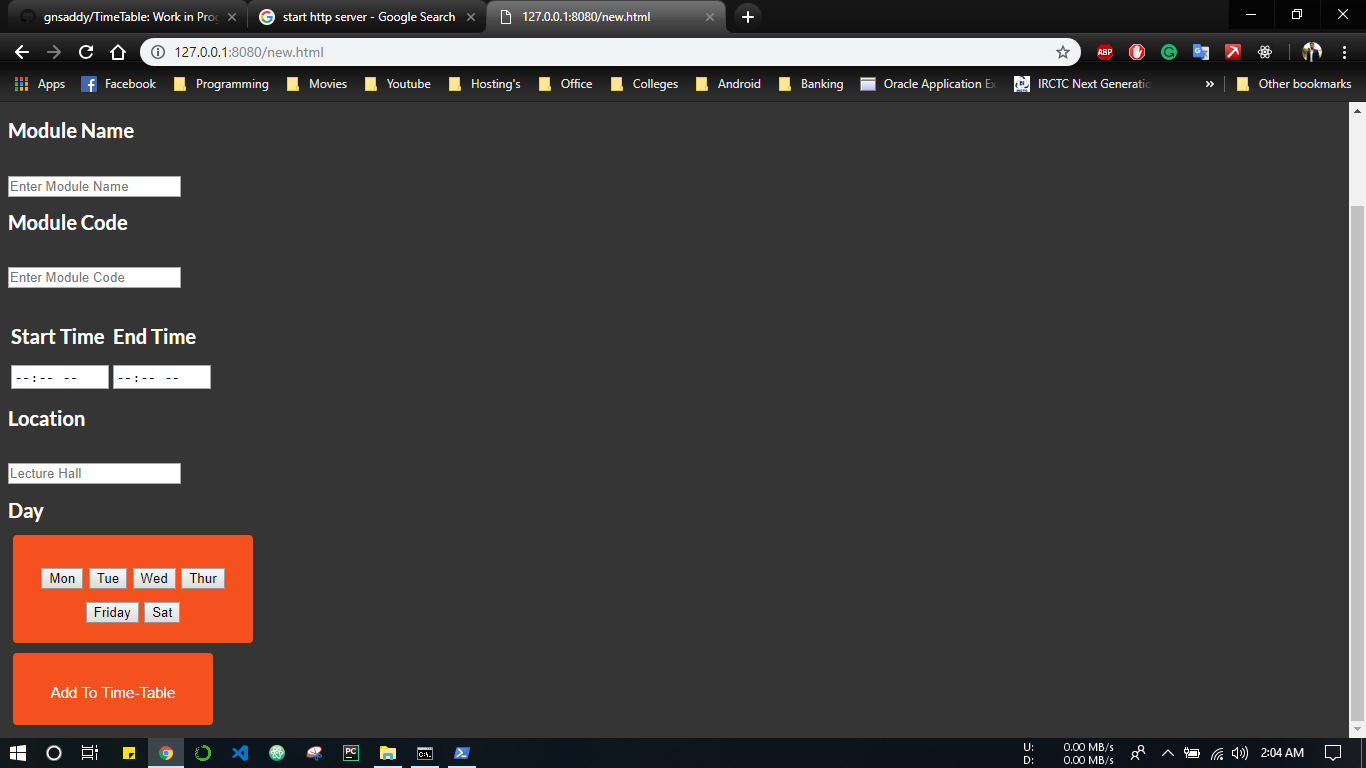 gnsaddy/TimeTable: Work in Prog
start http server - Google Search
127.0.0.1:8080/new.html
127.0.0.1:8080/new.html
ABP
Apps
Facebook
Programming
Movies
Youtube
Hosting's
Office
Colleges
Android
Banking
Oracle Application Ex
IRCTC Next Generatio
»
Other bookmarks
Module Name
Enter Module Name
Module Code
Enter Module Code
Start Time End Time
--:-- -- --:-- --
Location
Lecture Hall
Day
Mon Tue Wed Thur
Friday Sat
Add To Time-Table
PC
C:\.
U: 0.00 MB/s
D: 0.00 MB/s
2:04 AM